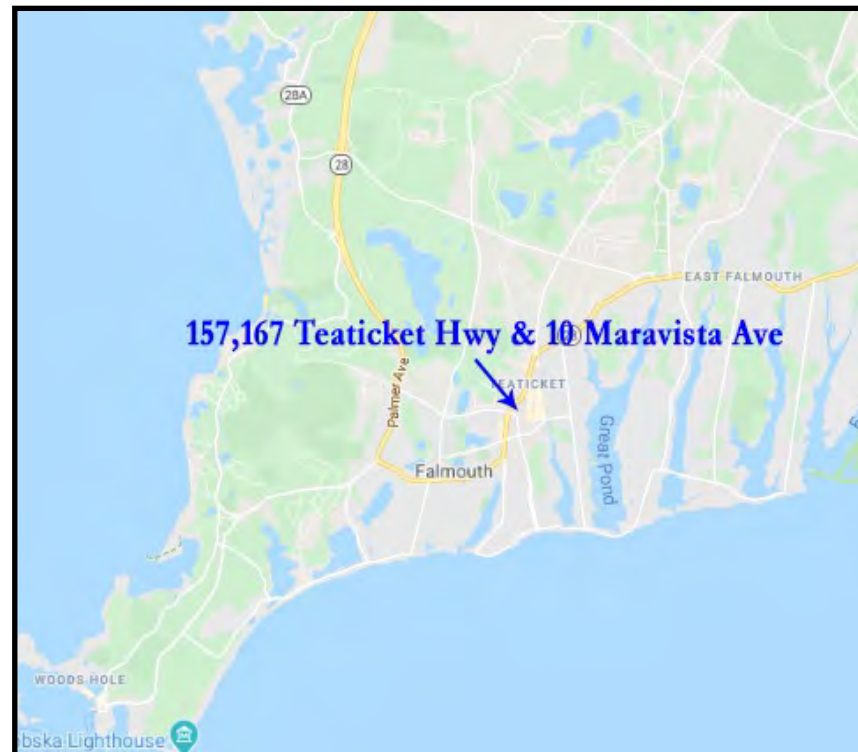 28A
28
EAST FALMOUTH
157,167 Teaticket Hwy & 10 Maravista Ave
TEATICKET
Palmer Ave
Great Pond
Falmouth
WOODS HOLE
obska Lighthouse